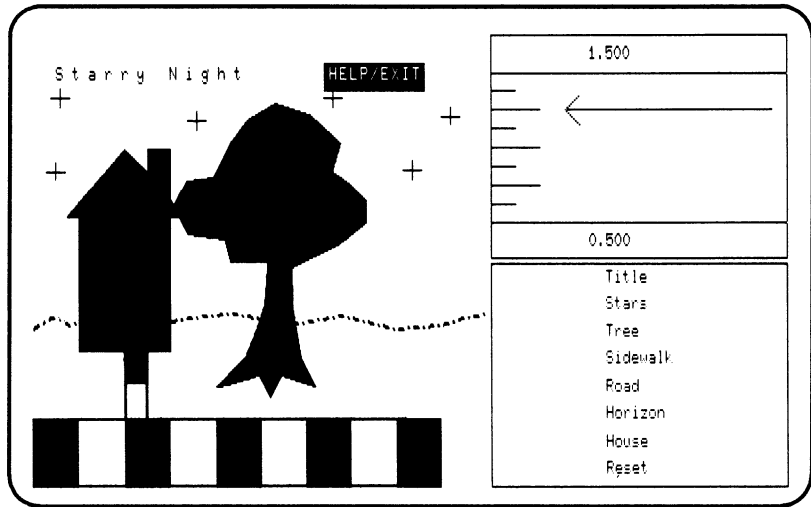 Starry Night
HELP/EXIT
1.500
0.500
Title
Stars
Tree
Sidewalk
Road
Horizon
House
Reset